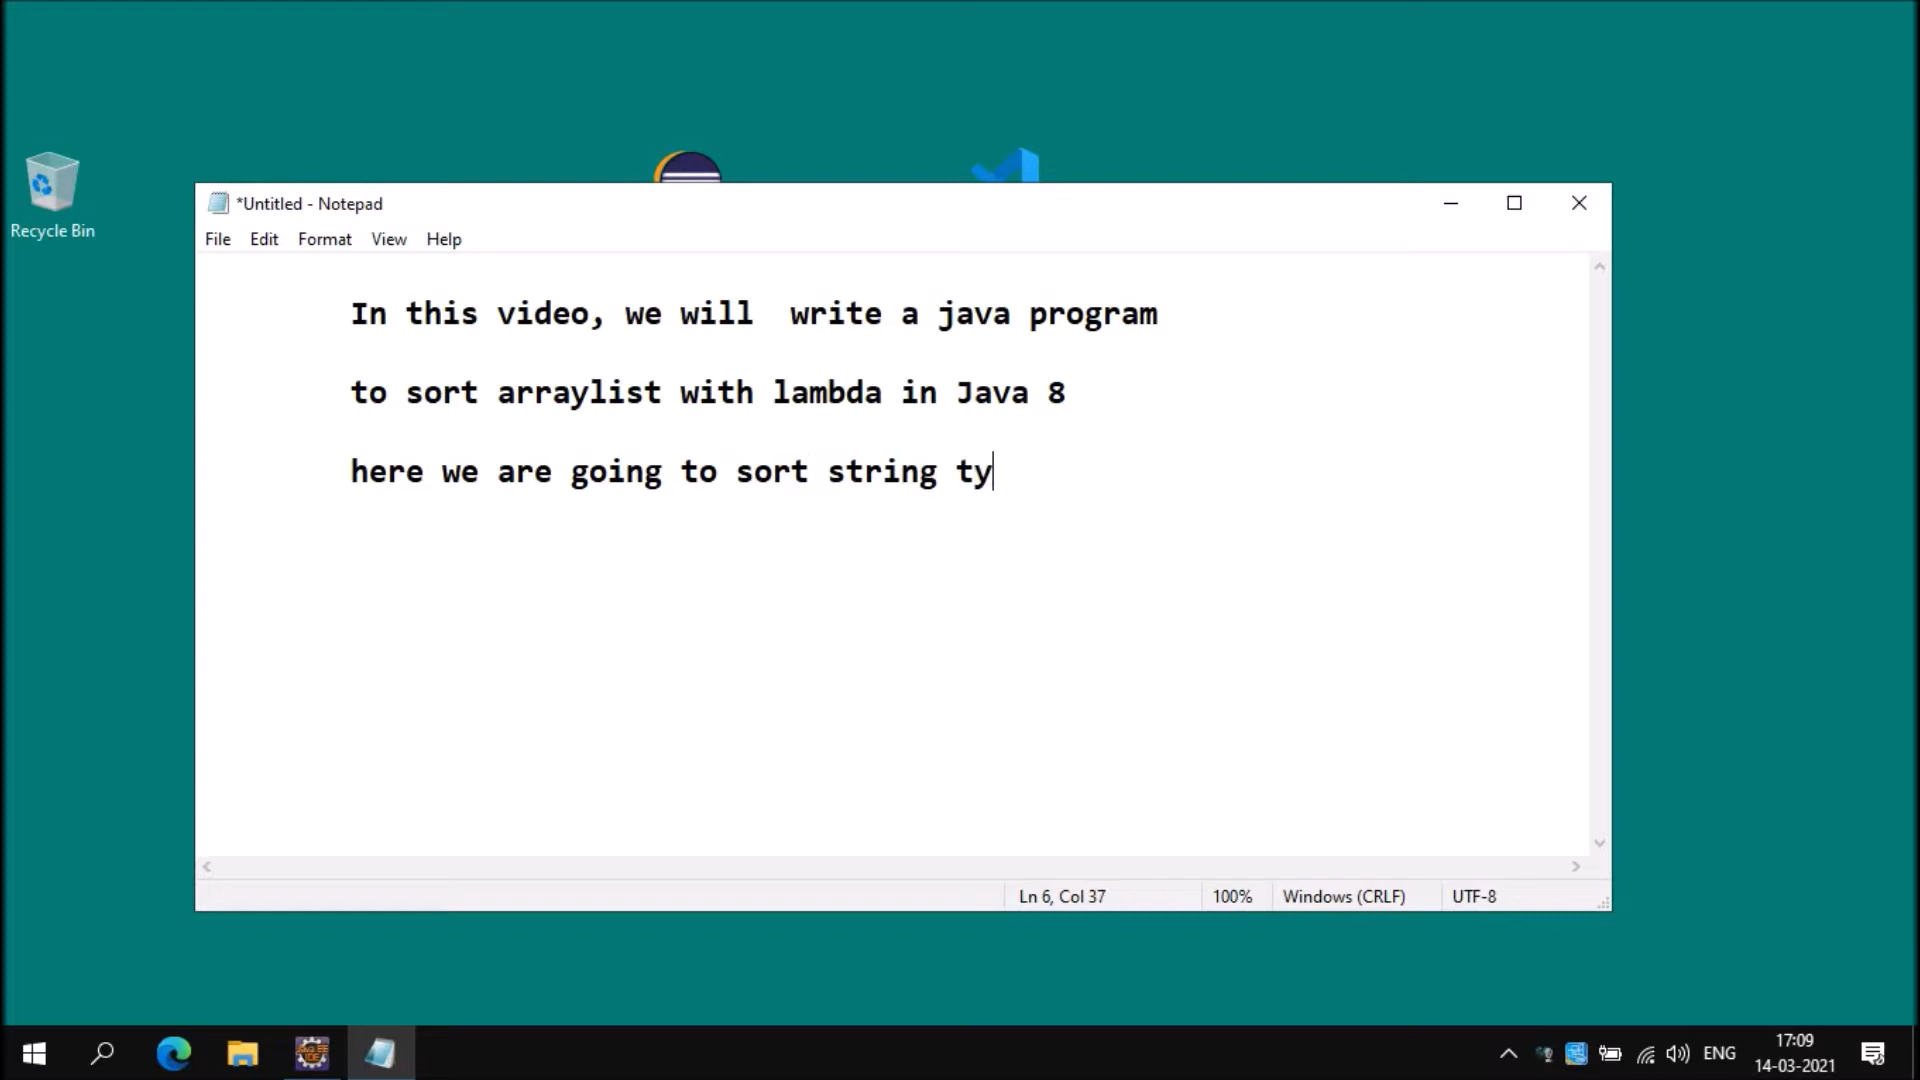 Recycle Bin
*Untitled - Notepad
File Edit Format View Help
In this video, we will  write a java program
to sort arraylist with lambda in Java 8
here we are going to sort string ty
Ln 6, Col 37 100% Windows (CRLF) UTF-8
ENG
17:09
14-03-2021